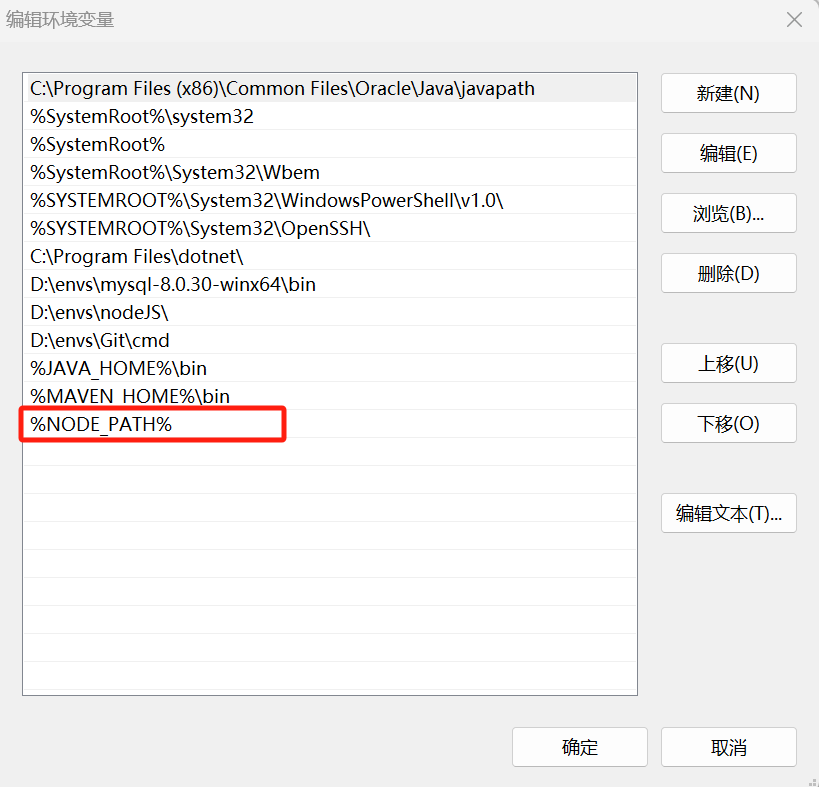 编辑环境变量
C:\Program Files (x86)\Common Files\Oracle\Java\javapath
%SystemRoot%\system32
%SystemRoot%
%SystemRoot%\System32\Wbem
%SYSTEMROOT%\System32\WindowsPowerShell\v1.0\
%SYSTEMROOT%\System32\OpenSSH\
C:\Program Files\dotnet\
D:\envs\mysql-8.0.30-winx64\bin
D:\envs\nodeJS\
D:\envs\Git\cmd
%JAVA_HOME%\bin
%MAVEN_HOME%\bin
%NODE_PATH%
新建(N)
编辑(E)
浏览(B)...
删除(D)
上移(U)
下移(O)
编辑文本(T)...
确定
取消